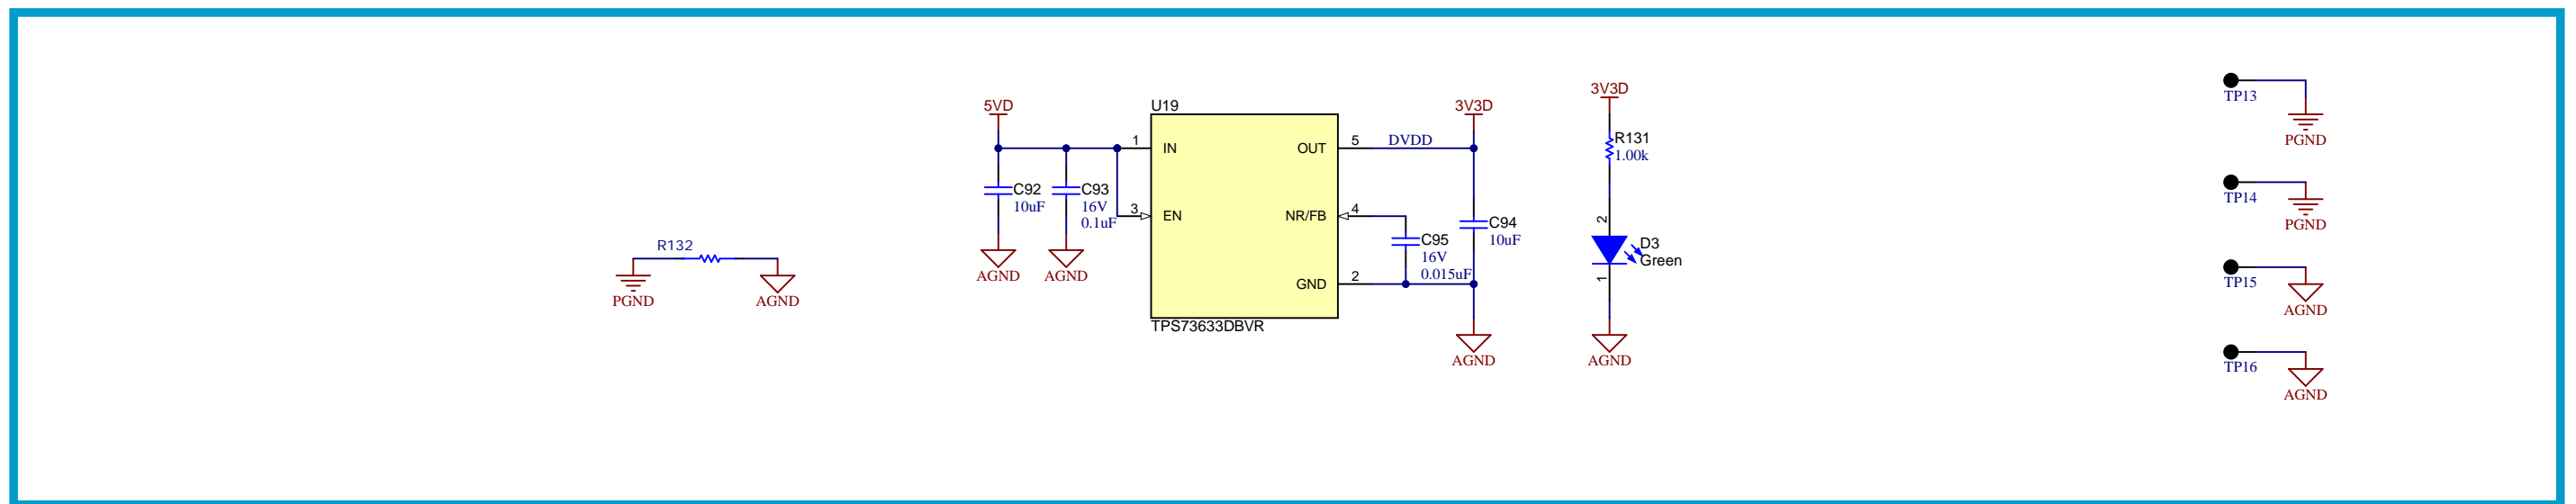 R132
PGND
AGND
5VD
C92
10uF
AGND
C93
16V
0.1uF
AGND
U19
1
IN
3
EN
OUT
5
DVDD
NR/FB
4
GND
2
TPS73633DBVR
C95
16V
0.015uF
3V3D
C94
10uF
AGND
3V3D
R131
1.00k
2
D3
Green
1
AGND
TP13
PGND
TP14
PGND
TP15
AGND
TP16
AGND